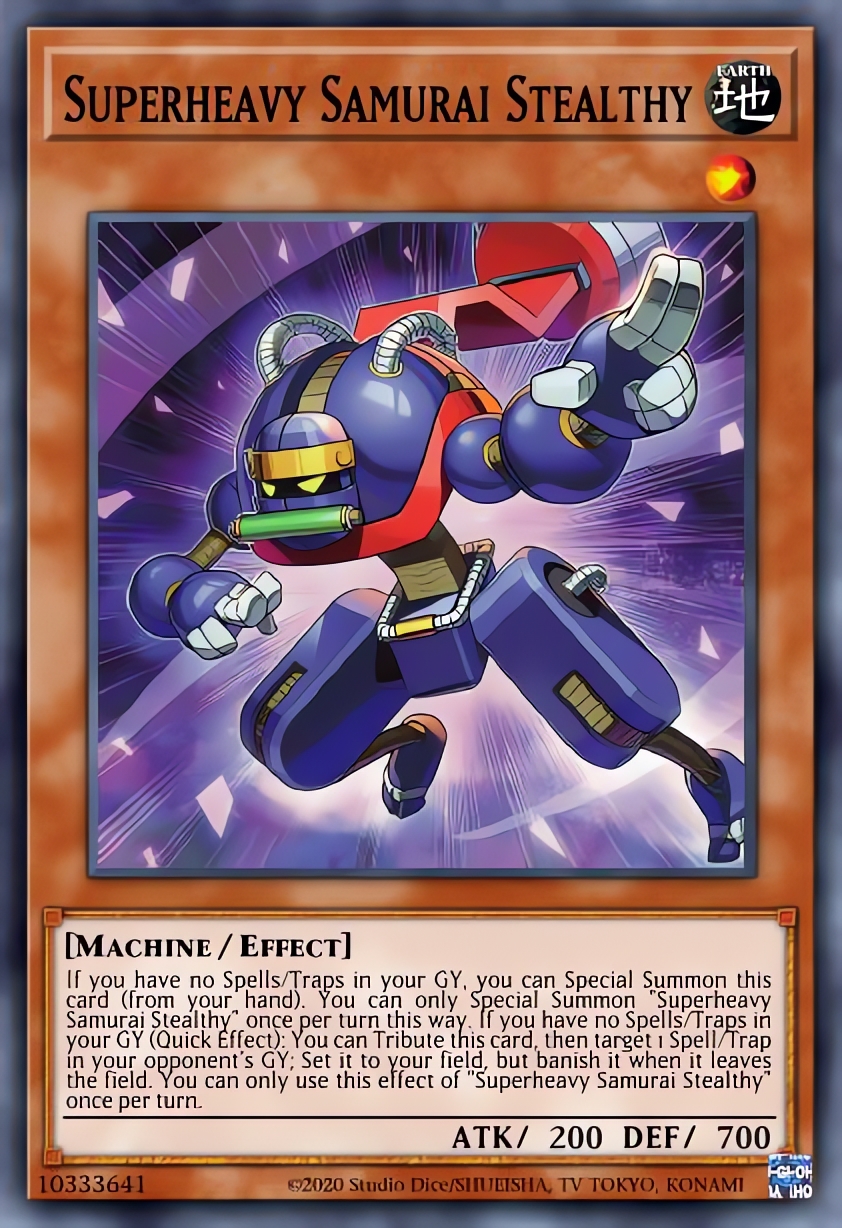 SUPERHEAVY SAMURAI STEALTHY
EARTH
地
[MACHINE / EFFECT]
If you have no Spells/Traps in your GY, you can Special Summon this
card (from your hand). You can only Special Summon "Superheavy
Samurai Stealthy" once per turn this way. If you have no Spells/Traps in
your GY (Quick Effect): You can Tribute this card, then target 1 Spell/Trap
in your opponent's GY; Set it to your field, but banish it when it leaves
the field. You can only use this effect of "Superheavy Samurai Stealthy"
once per turn.
ATK/ 200 DEF/ 700
10333641
©2020 Studio Dice/SHUEISHA, TV TOKYO, KONAMI